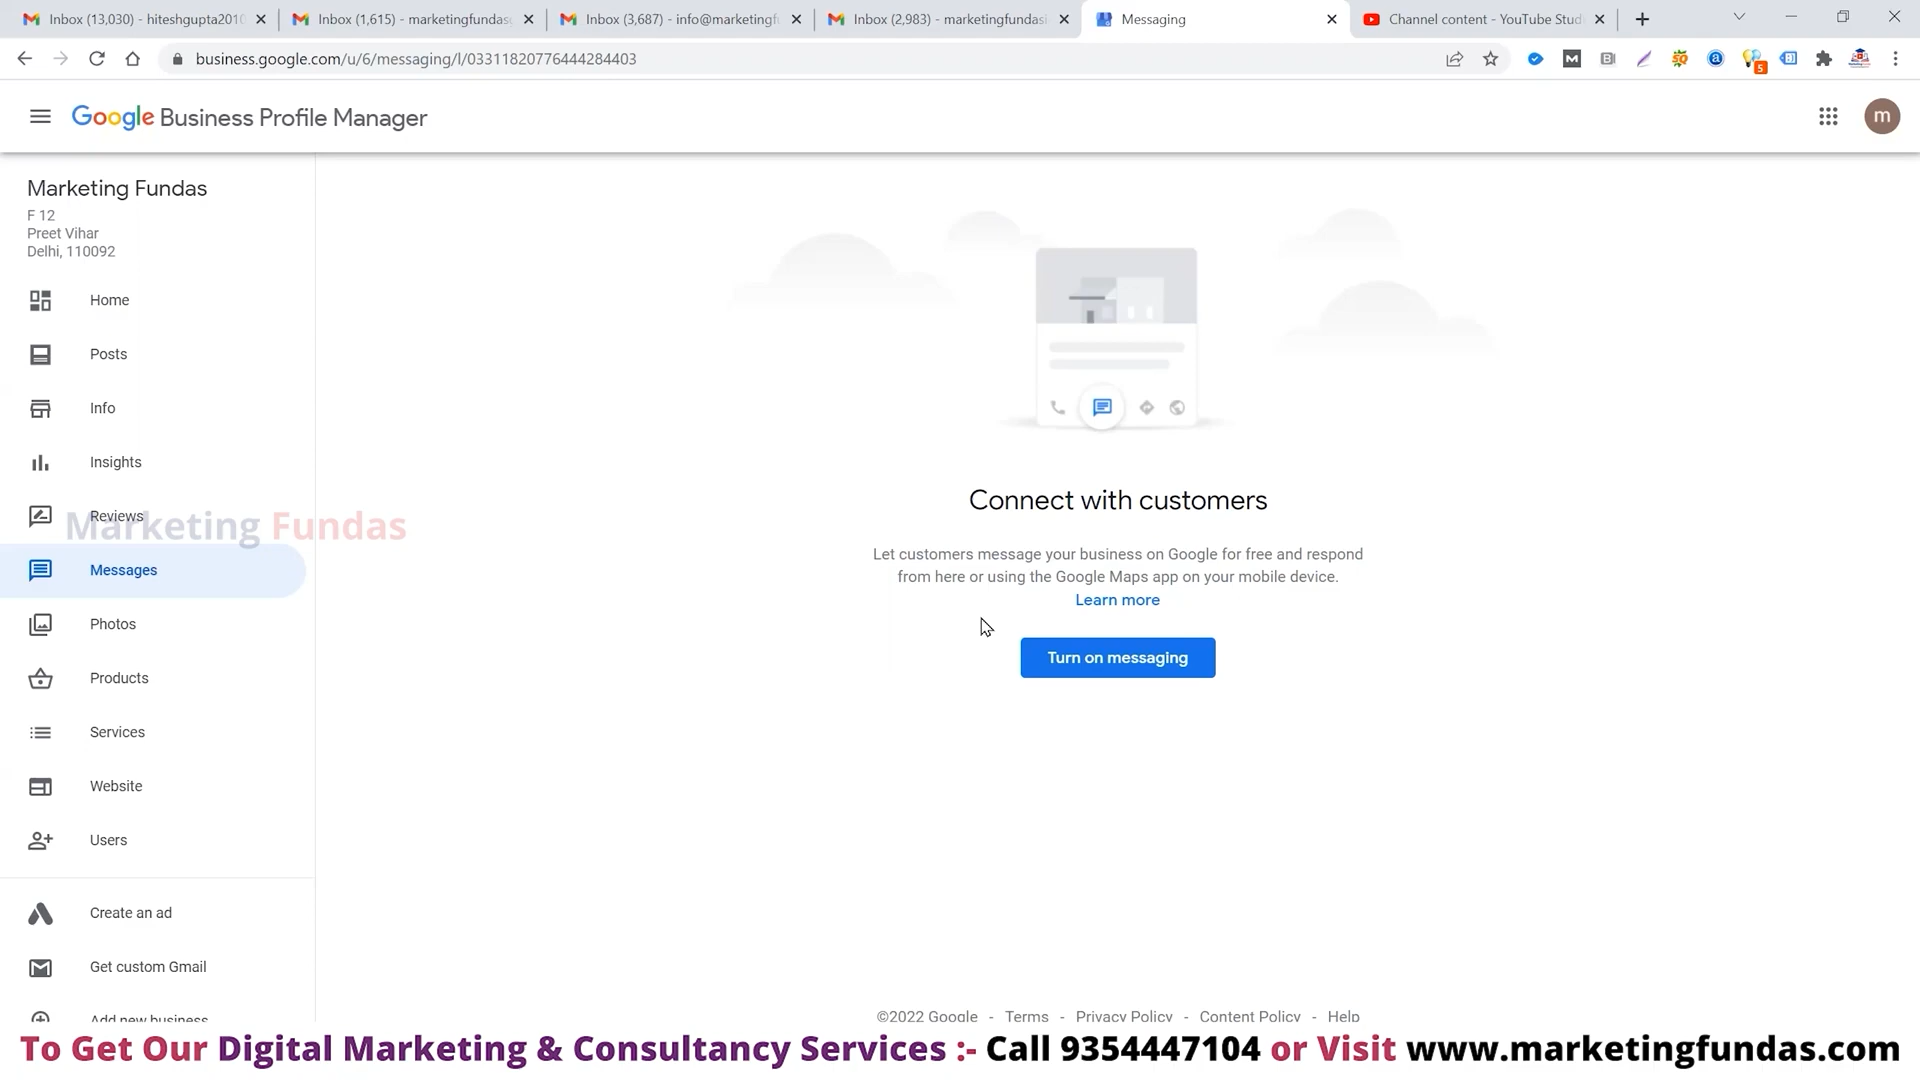 Inbox (13,030) - hiteshgupta2010
Inbox (1,615) - marketingfundas
Inbox (3,687) - info@marketingf
Inbox (2,983) - marketingfundasi
Messaging
Channel content - YouTube Stud
business.google.com/u/6/messaging/l/03311820776444284403
5
Google Business Profile Manager
m
Marketing Fundas
F 12
Preet Vihar
Delhi, 110092
Home
Posts
Info
Insights
Reviews
Marketing Fundas
Messages
Photos
Products
Services
Website
Users
Create an ad
Get custom Gmail
Add new business
Connect with customers
Let customers message your business on Google for free and respond
from here or using the Google Maps app on your mobile device.
Learn more
Turn on messaging
©2022 Google - Terms - Privacy Policy - Content Policy - Help
To Get Our Digital Marketing & Consultancy Services :- Call 9354447104 or Visit www.marketingfundas.com